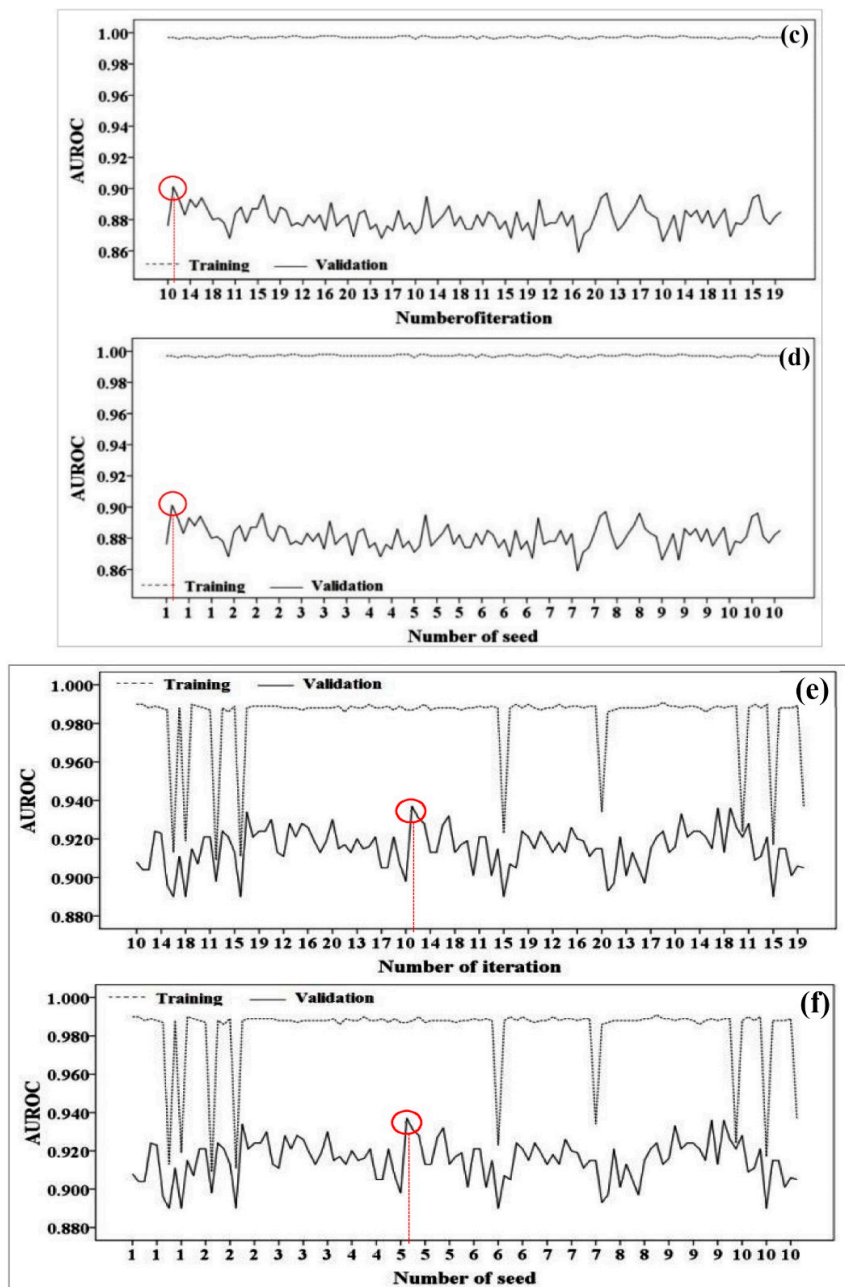 (c)
1.00
0.98
0.96
0.94
0.92
0.90
0.88
0.86
AUROC
Training Validation
10 14 18 11 15 19 12 16 20 13 17 10 14 18 11 15 19 12 16 20 13 17 10 14 18 11 15 19
Numberofiteration
(d)
1.00
0.98
0.96
0.94
0.92
0.90
0.88
0.86
AUROC
Training Validation
1 1 1 2 2 2 3 3 3 4 4 5 5 5 6 6 6 7 7 7 8 8 9 9 9 10 10 10
Number of seed
(e)
Training Validation
1.000
0.980
0.960
0.940
0.920
0.900
0.880
AUROC
10 14 18 11 15 19 12 16 20 13 17 10 14 18 11 15 19 12 16 20 13 17 10 14 18 11 15 19
Number of iteration
(f)
Training Validation
1.000
0.980
0.960
0.940
0.920
0.900
0.880
AUROC
1 1 1 2 2 2 3 3 3 4 4 5 5 5 6 6 6 7 7 7 8 8 9 9 9 10 10 10
Number of seed